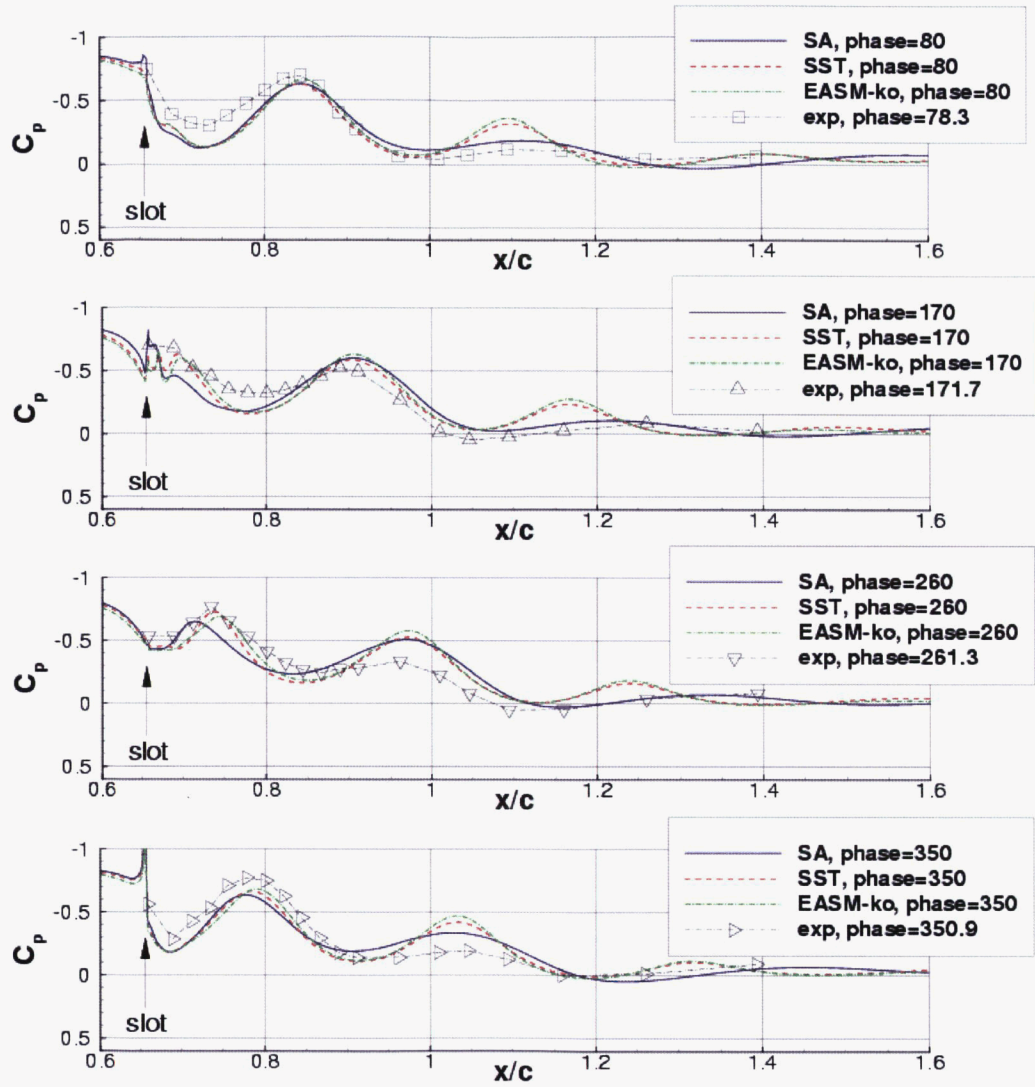 -1
-0.5
0
0.5
Cp
slot
0.6
0.8
1
1.2
1.4
1.6
x/c
SA, phase=80
SST, phase=80
EASM-ko, phase=80
exp, phase=78.3
-1
-0.5
0
0.5
Cp
slot
0.6
0.8
1
1.2
1.4
1.6
x/c
SA, phase=170
SST, phase=170
EASM-ko, phase=170
exp, phase=171.7
-1
-0.5
0
0.5
Cp
slot
0.6
0.8
1
1.2
1.4
1.6
x/c
SA, phase=260
SST, phase=260
EASM-ko, phase=260
exp, phase=261.3
-1
-0.5
0
0.5
Cp
slot
0.6
0.8
1
1.2
1.4
1.6
x/c
SA, phase=350
SST, phase=350
EASM-ko, phase=350
exp, phase=350.9